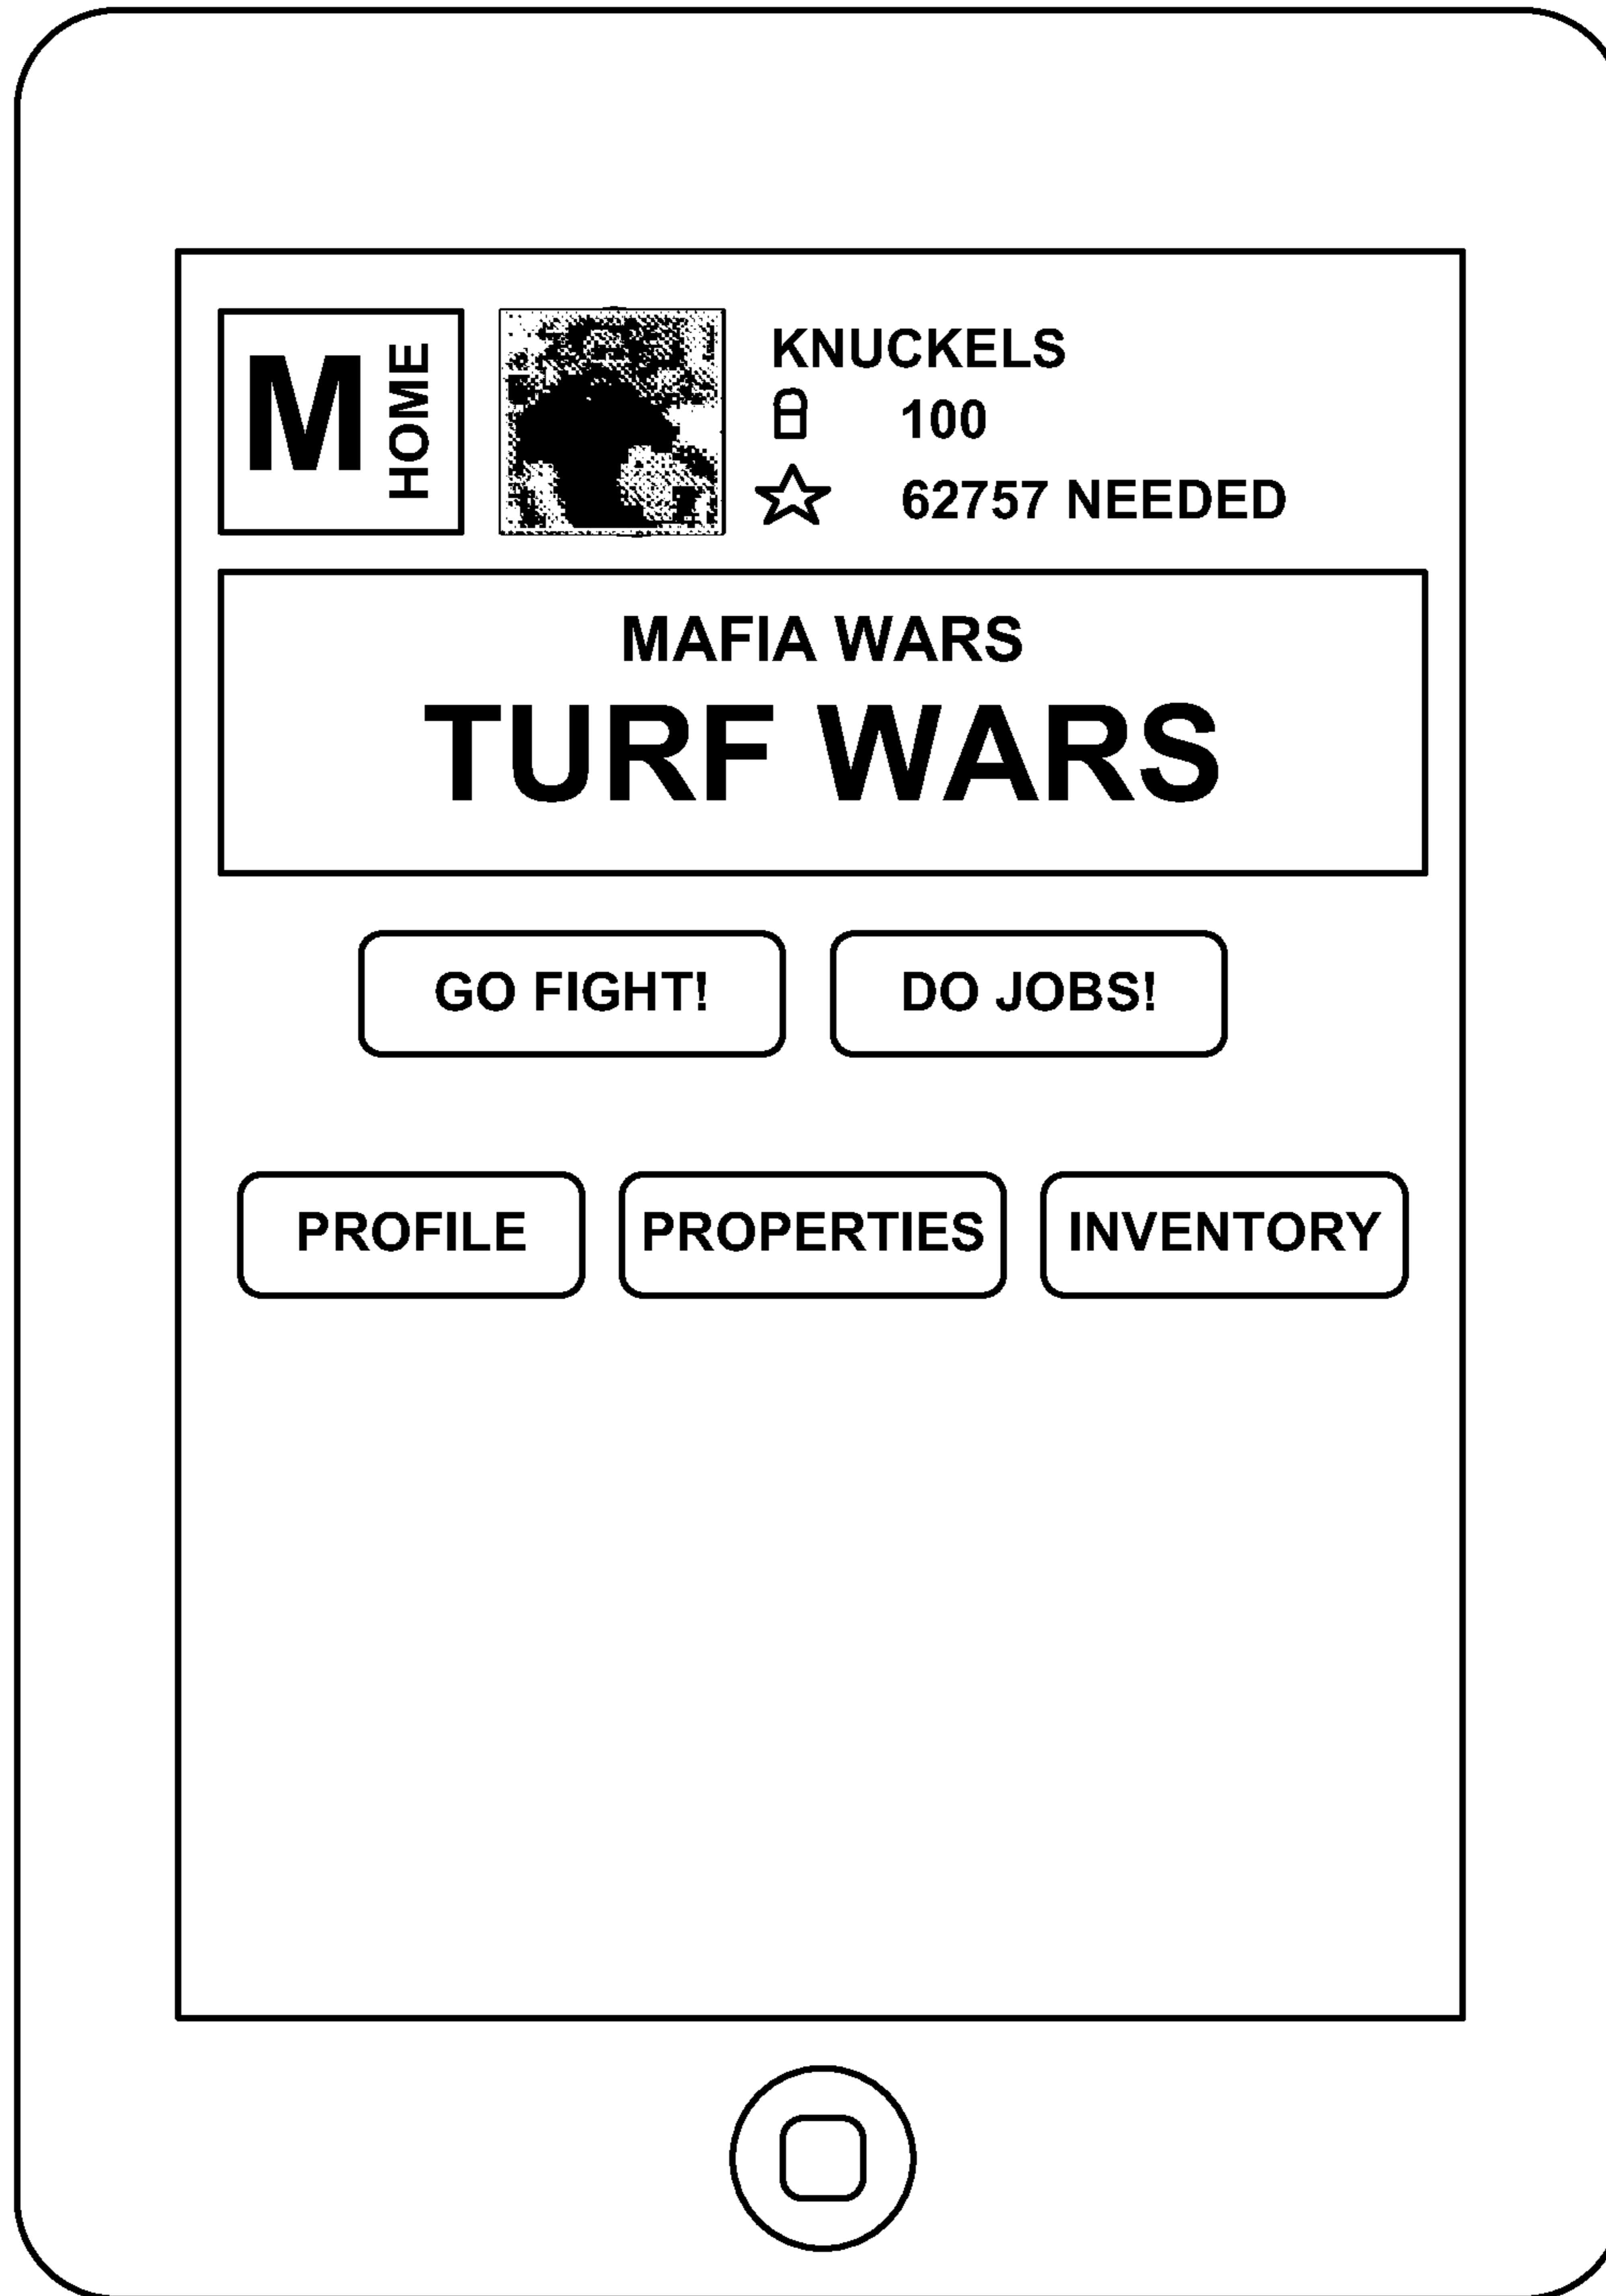 M HOME
KNUCKELS
100
62757 NEEDED
MAFIA WARS
TURF WARS
GO FIGHT! DO JOBS!
PROFILE PROPERTIES INVENTORY